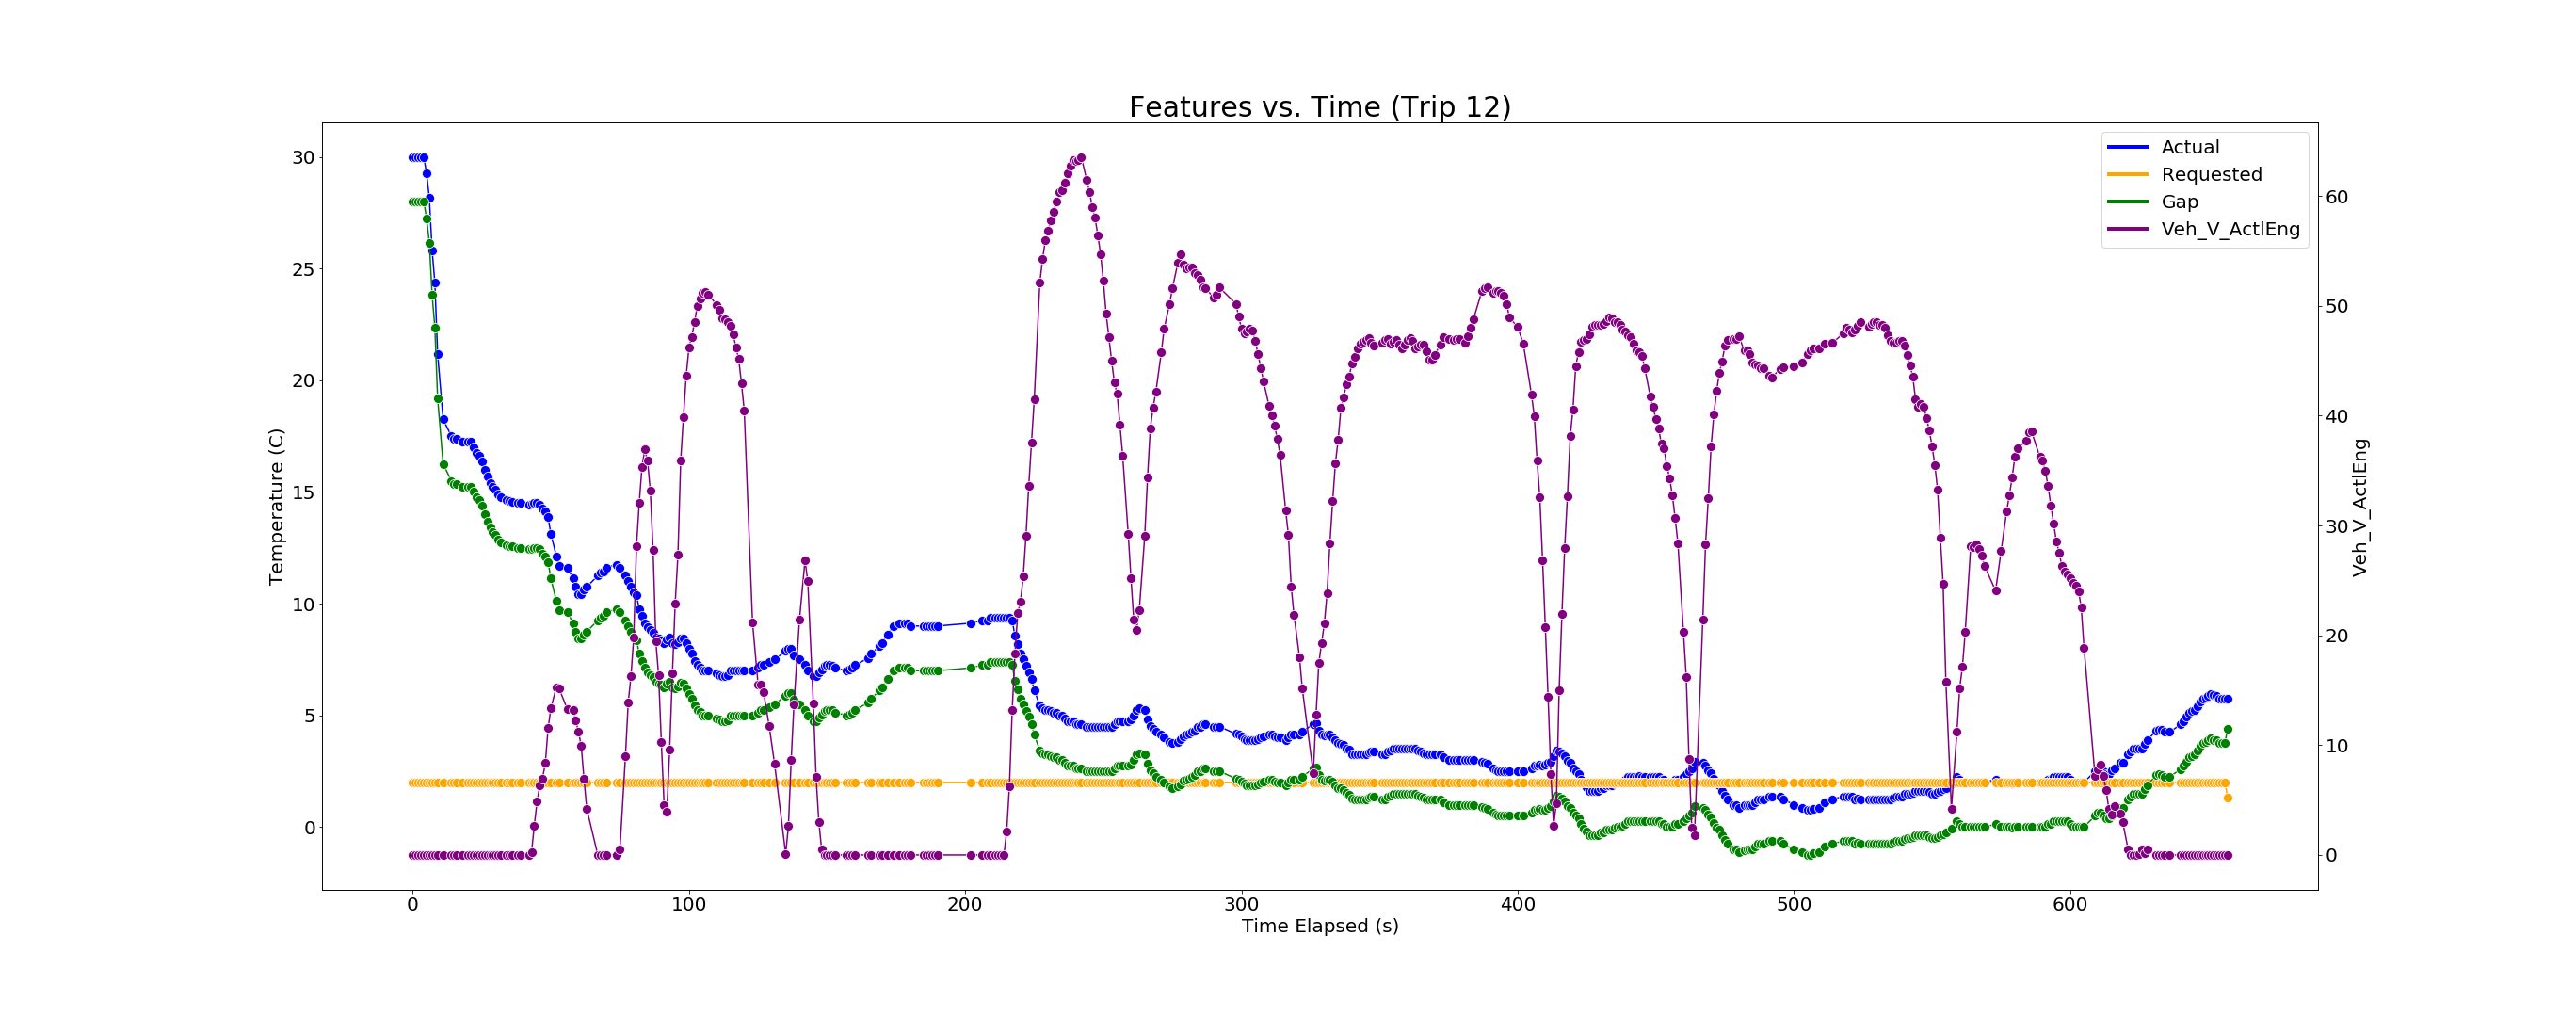 Features vs. Time (Trip 12)
Temperature (C)
30
25
20
15
10
5
0
Actual
Requested
Gap
Veh_V_ActlEng
60
50
40
30
20
10
0
Veh_V_ActlEng
0 100 200 300 400 500 600
Time Elapsed (s)